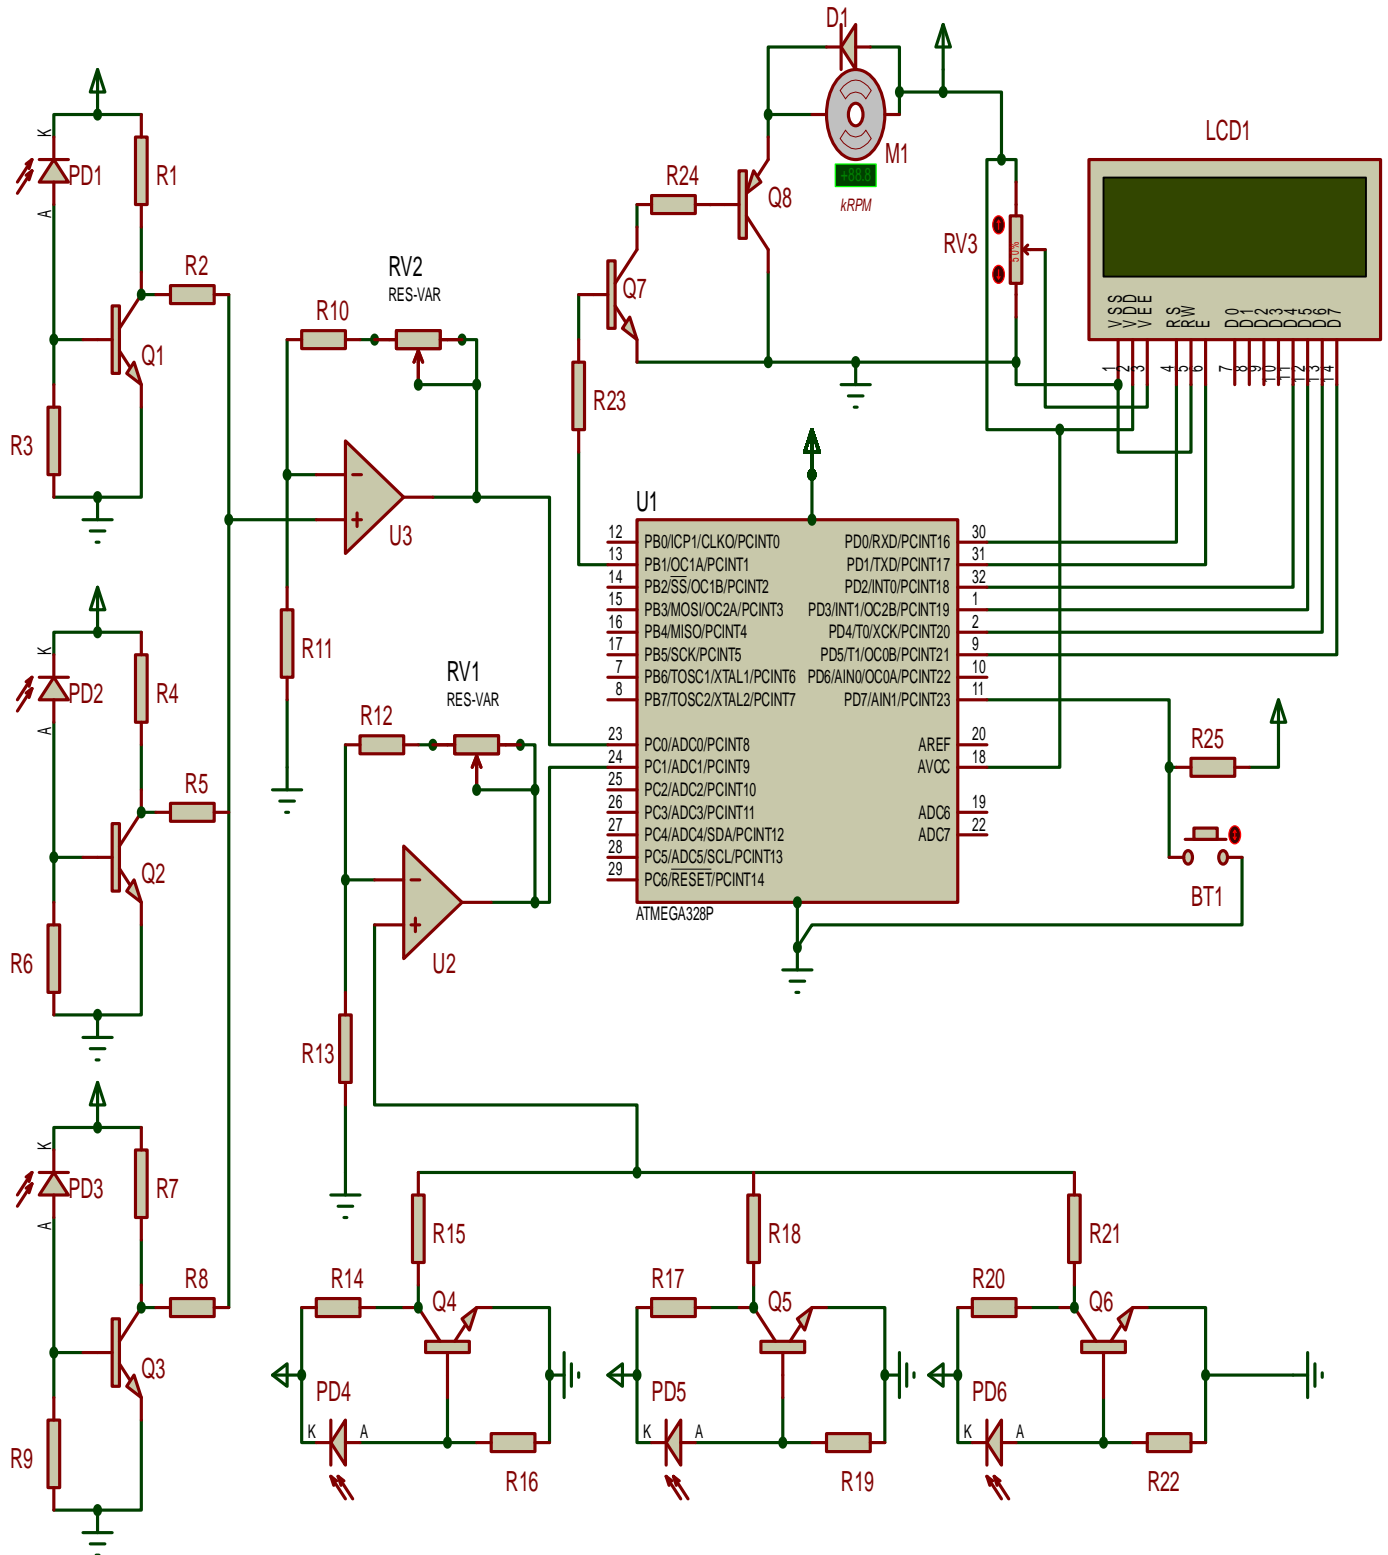 D1
M1
+88.8
kRPM
LCD1
VSS
VDD
VEE
RS
RW
E
D0
D1
D2
D3
D4
D5
D6
D7
1
2
3
4
5
6
7
8
9
10
11
12
13
14
K
PD1
A
R1
R2
R3
Q1
R24
Q8
Q7
R23
RV3
50%
RV2
RES-VAR
R10
U3
R11
K
PD2
A
R4
R5
R6
Q2
RV1
RES-VAR
R12
U2
R13
U1
12 PB0/ICP1/CLKO/PCINT0
13 PB1/OC1A/PCINT1
14 PB2/SS/OC1B/PCINT2
15 PB3/MOSI/OC2A/PCINT3
16 PB4/MISO/PCINT4
17 PB5/SCK/PCINT5
7 PB6/TOSC1/XTAL1/PCINT6
8 PB7/TOSC2/XTAL2/PCINT7
23 PC0/ADC0/PCINT8
24 PC1/ADC1/PCINT9
25 PC2/ADC2/PCINT10
26 PC3/ADC3/PCINT11
27 PC4/ADC4/SDA/PCINT12
28 PC5/ADC5/SCL/PCINT13
29 PC6/RESET/PCINT14
PD0/RXD/PCINT16 30
PD1/TXD/PCINT17 31
PD2/INT0/PCINT18 32
PD3/INT1/OC2B/PCINT19 1
PD4/T0/XCK/PCINT20 2
PD5/T1/OC0B/PCINT21 9
PD6/AIN0/OC0A/PCINT22 10
PD7/AIN1/PCINT23 11
AREF 20
AVCC 18
ADC6 19
ADC7 22
ATMEGA328P
R25
BT1
K
PD3
A
R7
R8
R9
Q3
R15
R14
Q4
PD4
K A
R16
R18
R17
Q5
PD5
K A
R19
R21
R20
Q6
PD6
K A
R22